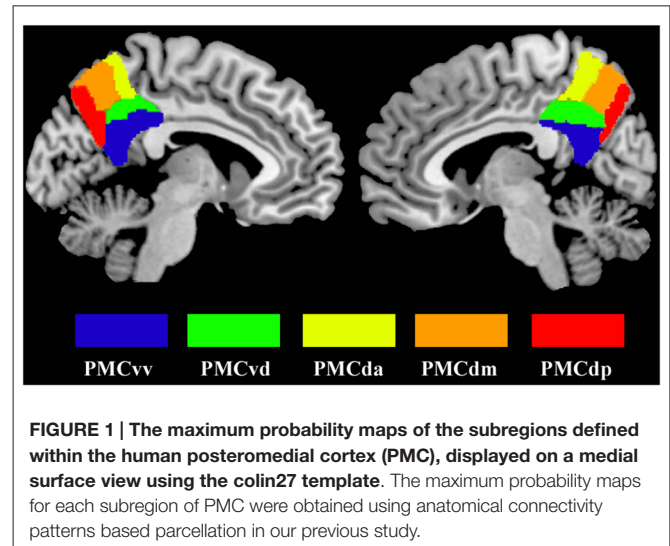 PMCvv PMCvd PMCda PMCdm PMCdp
FIGURE 1 | The maximum probability maps of the subregions defined
within the human posteromedial cortex (PMC), displayed on a medial
surface view using the colin27 template. The maximum probability maps
for each subregion of PMC were obtained using anatomical connectivity
patterns based parcellation in our previous study.